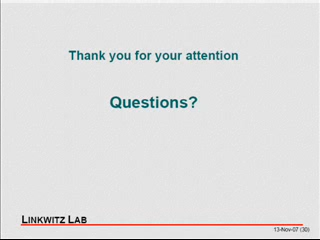 Thank you for your attention
Questions?
LINKWITZ LAB
13-Nov-07 (30)